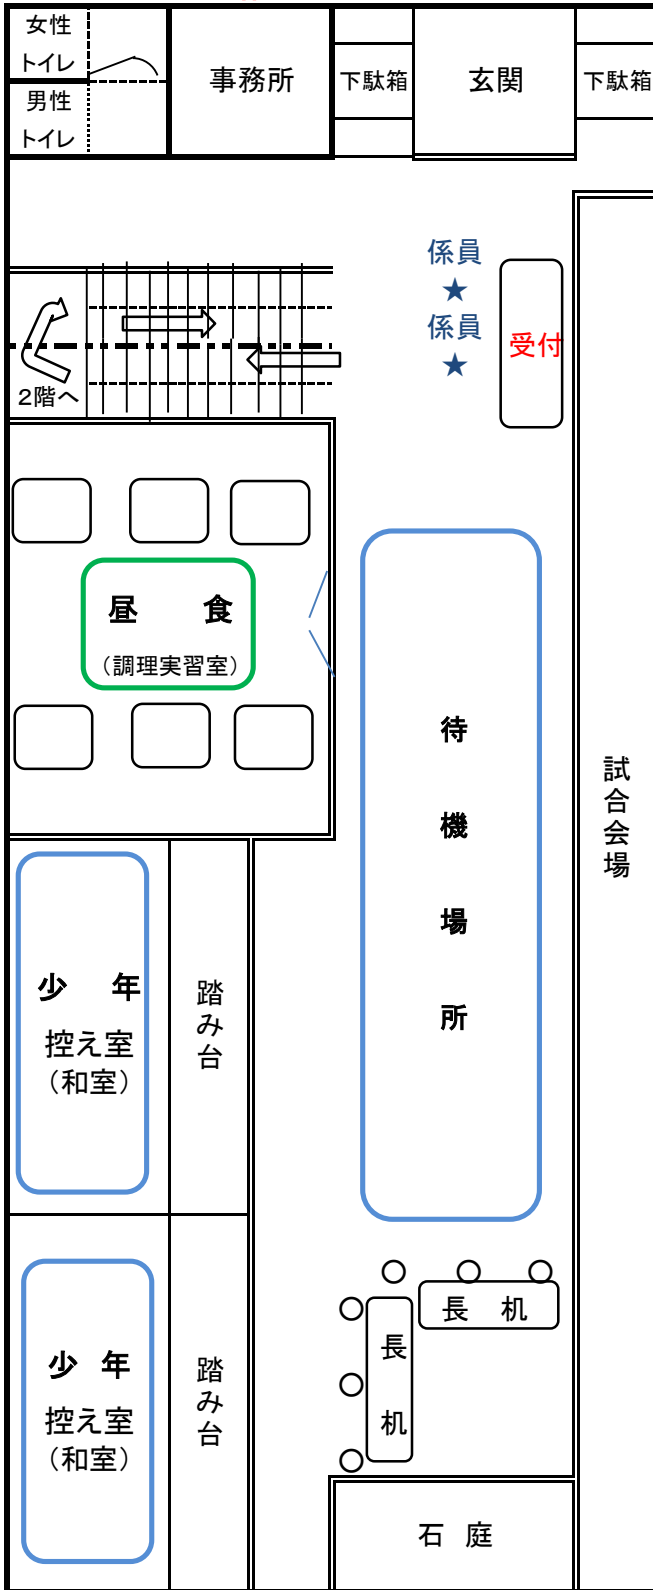 女性
トイレ
男性
トイレ
事務所
下駄箱
玄関
下駄箱
係員
★
係員
★
受付
2階へ
昼 食
（調理実習室）
待機場所
試合会場
少 年
控え室
（和室）
踏み台
少 年
控え室
（和室）
踏み台
長 机
長机
石 庭